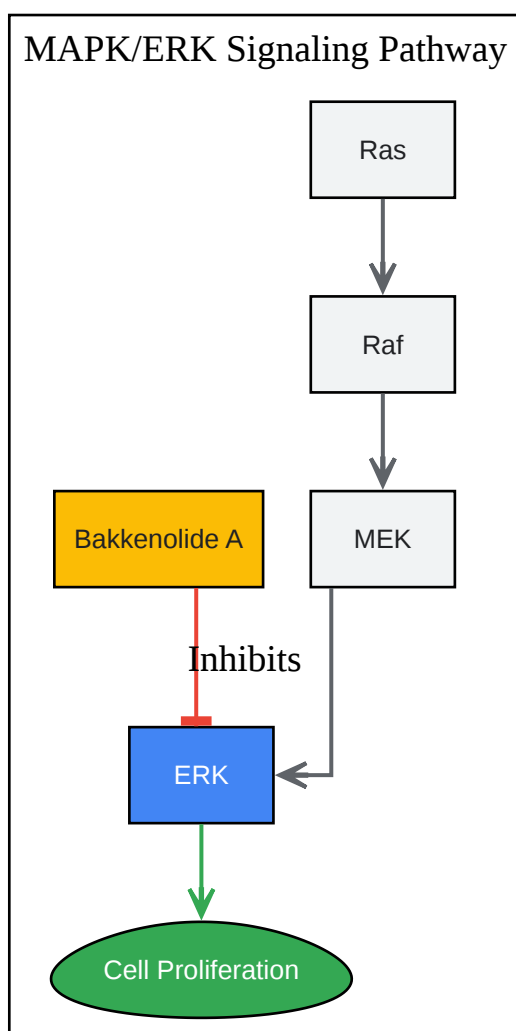 MAPK/ERK Signaling Pathway
Ras
Raf
Bakkenolide A
MEK
Inhibits
ERK
Cell Proliferation